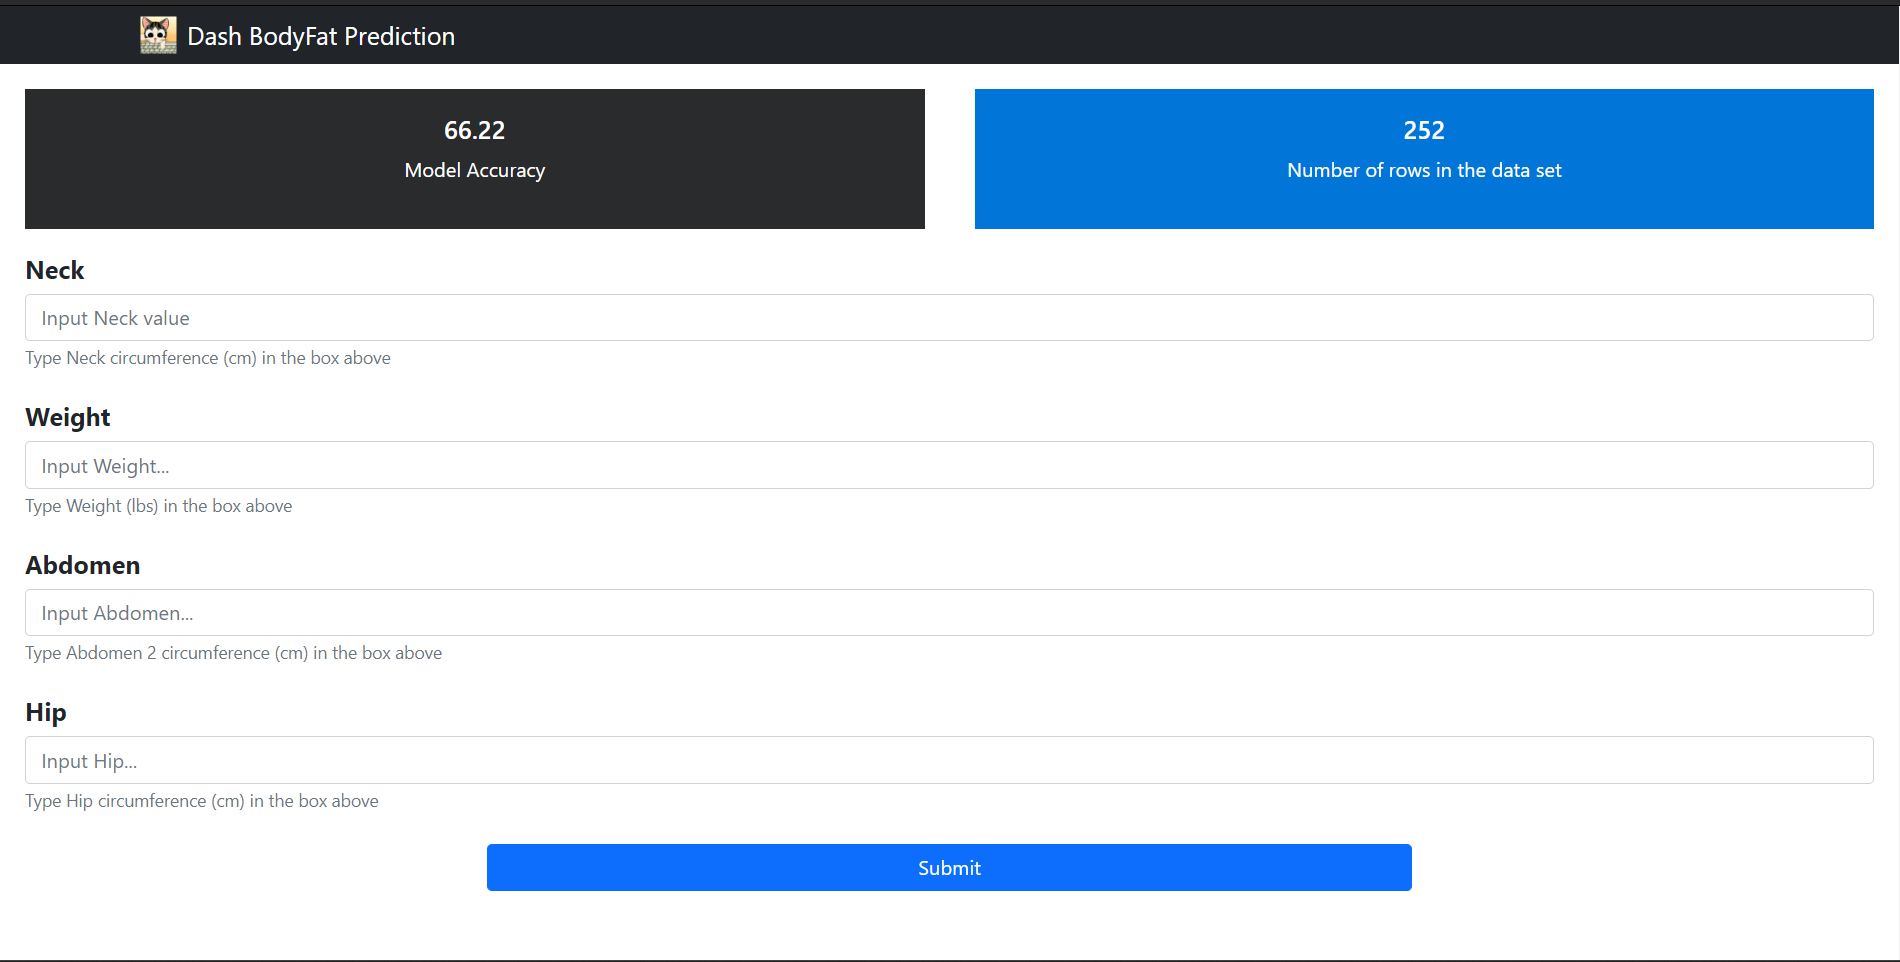 Dash BodyFat Prediction
66.22
Model Accuracy
252
Number of rows in the data set
Neck
Input Neck value
Type Neck circumference (cm) in the box above
Weight
Input Weight...
Type Weight (lbs) in the box above
Abdomen
Input Abdomen...
Type Abdomen 2 circumference (cm) in the box above
Hip
Input Hip...
Type Hip circumference (cm) in the box above
Submit